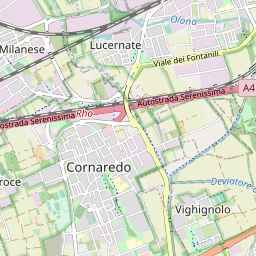 Olona
Milanese
Lucernate
Viale dei Fontanili
A4
Autostrada Serenissima
Rho
Autostrada Serenissima
Cornaredo
roce
Deviatore
Vighignolo